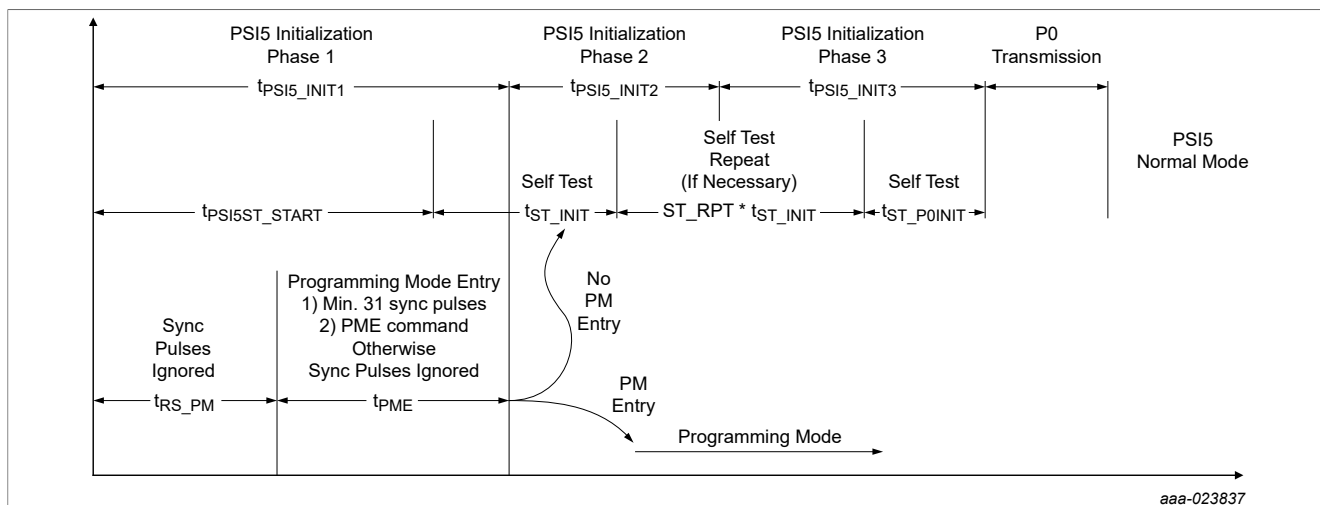 PSI5 Initialization
Phase 1
PSI5 Initialization
Phase 2
PSI5 Initialization
Phase 3
P0
Transmission
tPSI5_INIT1
tPSI5_INIT2
tPSI5_INIT3
PSI5
Normal Mode
Self Test
Self Test
Repeat
(If Necessary)
Self Test
tPSI5ST_START
tST_INIT
ST_RPT * tST_INIT
tST_P0INIT
Sync
Pulses
Ignored
Programming Mode Entry
1) Min. 31 sync pulses
2) PME command
Otherwise
Sync Pulses Ignored
No
PM
Entry
tRS_PM
tPME
PM
Entry
Programming Mode
aaa-023837